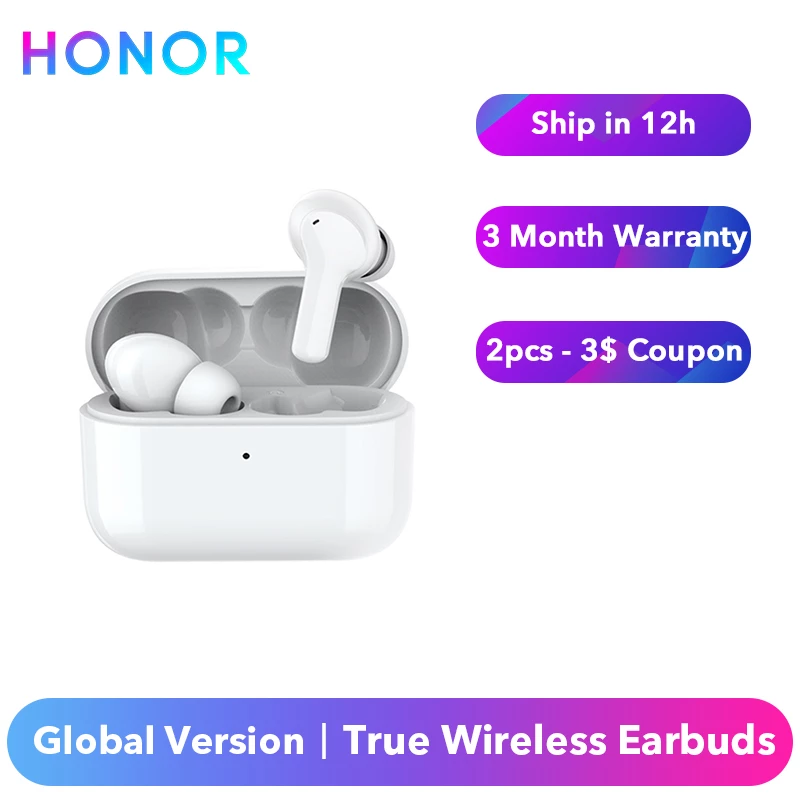 HONOR
Ship in 12h
3 Month Warranty
2pcs - 3$ Coupon
Global Version | True Wireless Earbuds